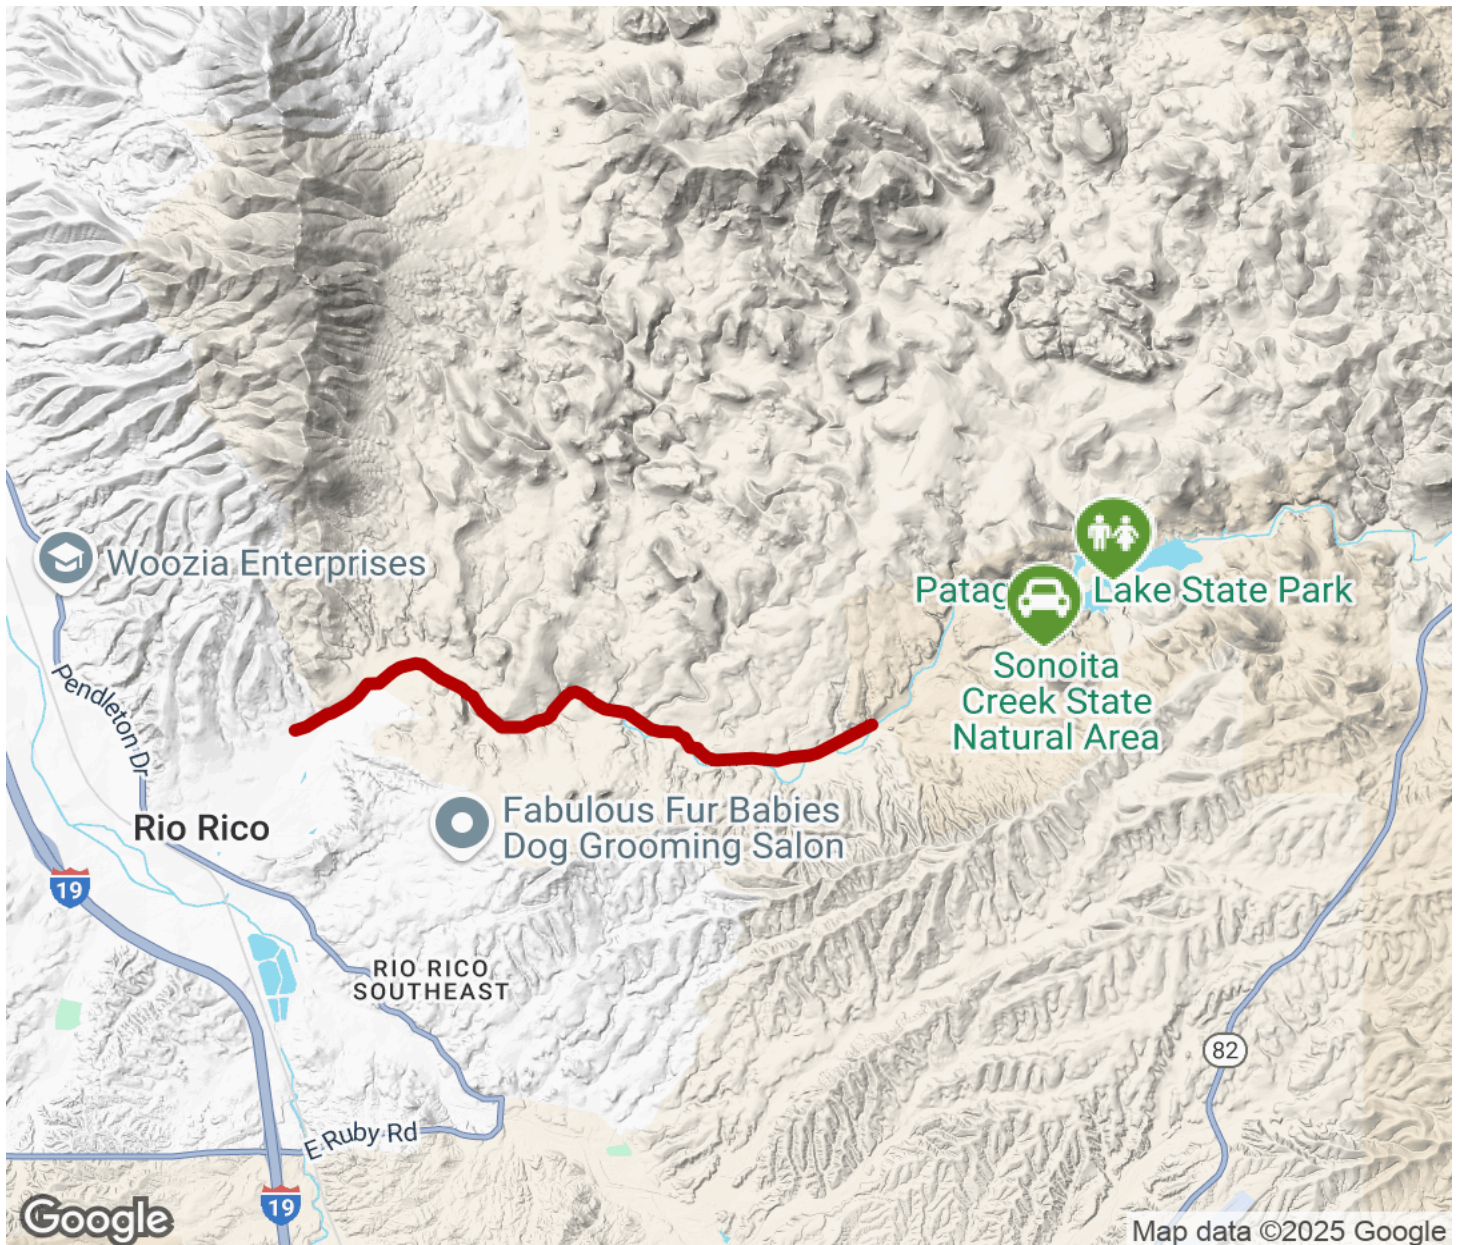 Woozia Enterprises
Patag
Lake State Park
Pendleton Dr
Sonoita
Creek State
Natural Area
Rio Rico
Fabulous Fur Babies
Dog Grooming Salon
19
RIO RICO
SOUTHEAST
82
E Ruby Rd
19
Google
Map data ©2025 Google